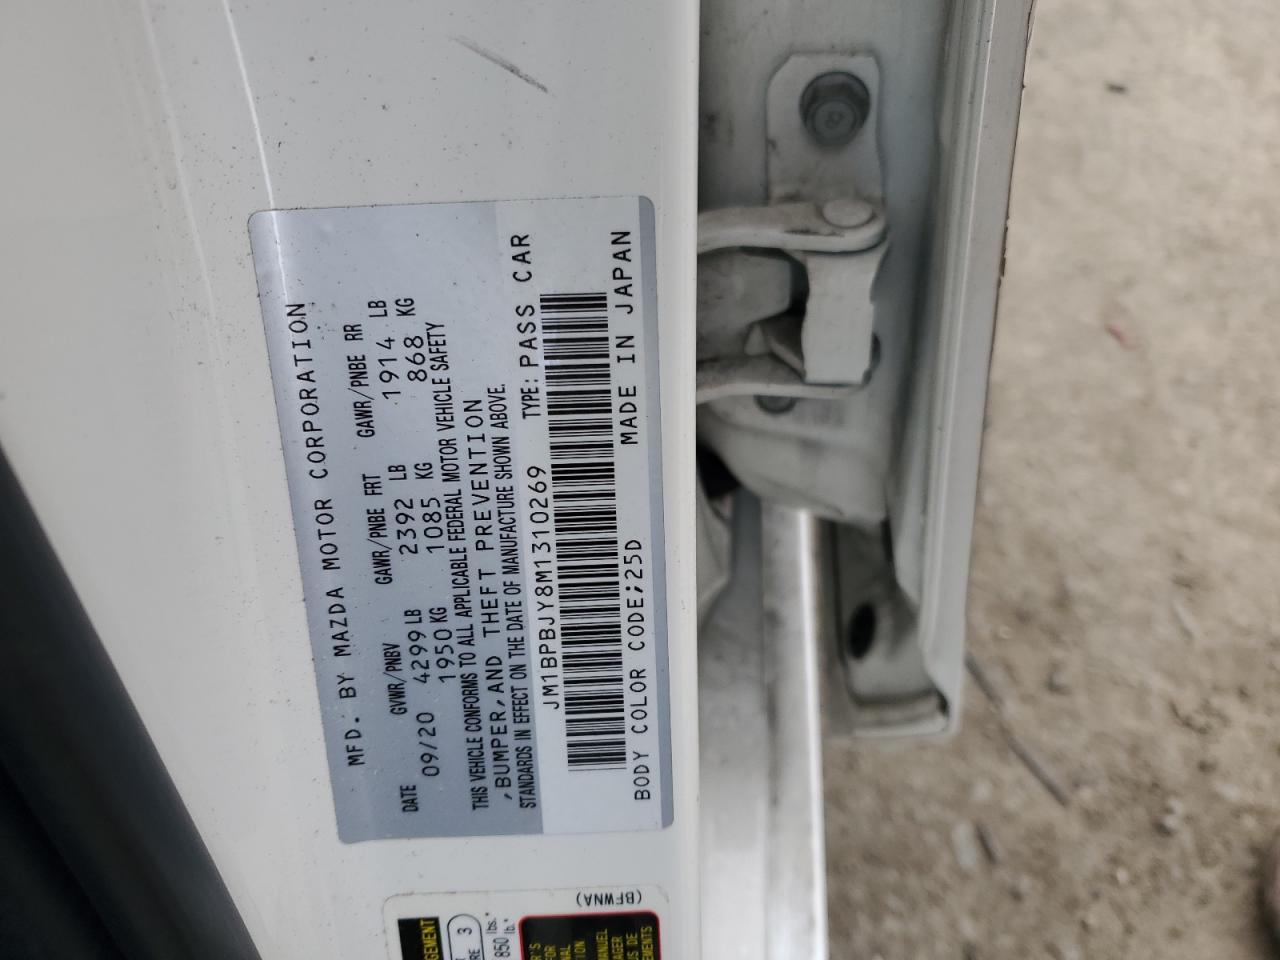 MFD. BY MAZDA MOTOR CORPORATION
DATE GVWR/PNBV GAWR/PNBE FRT GAWR/PNBE RR
09/20 4299 LB 2392 LB 1914 LB
1950 KG 1085 KG 868 KG
THIS VEHICLE CONFORMS TO ALL APPLICABLE FEDERAL MOTOR VEHICLE SAFETY
,BUMPER,AND THEFT PREVENTION
STANDARDS IN EFFECT ON THE DATE OF MANUFACTURE SHOWN ABOVE.
JM1BPBJY8M1310269 TYPE: PASS CAR
BODY COLOR CODE;25D MADE IN JAPAN
(BFWNA)
3
850 lb.